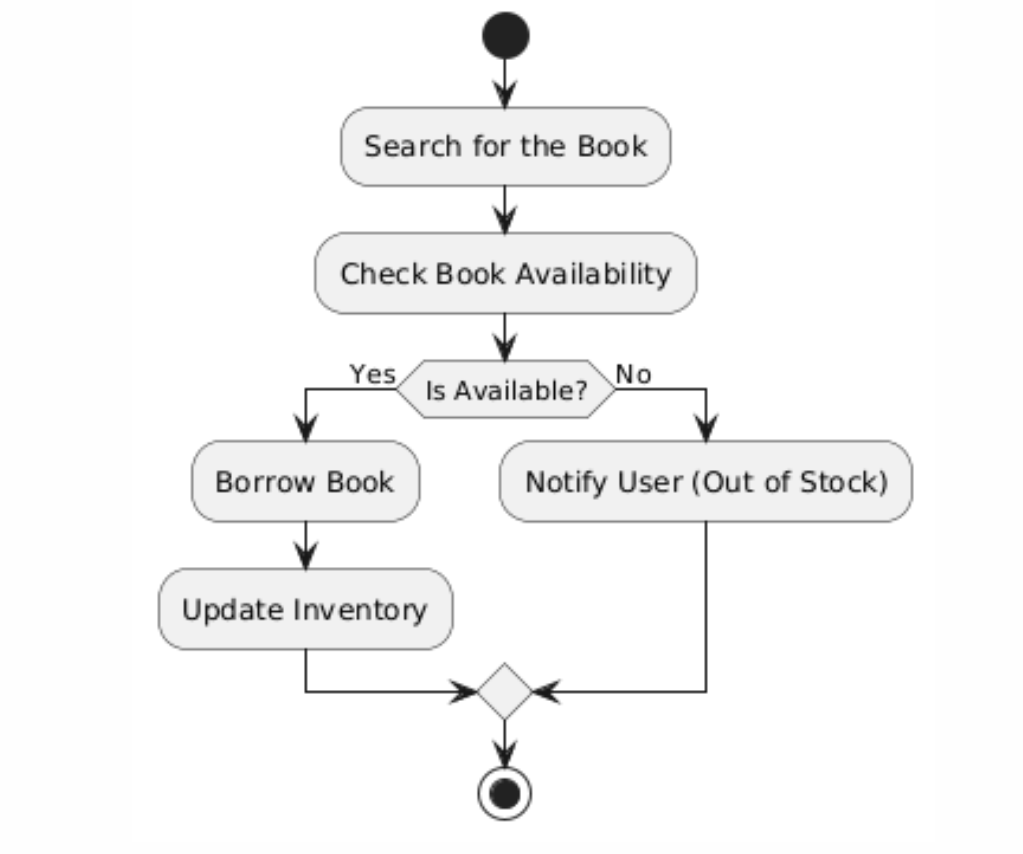 Search for the Book
Check Book Availability
Yes
Is Available?
No
Borrow Book
Notify User (Out of Stock)
Update Inventory